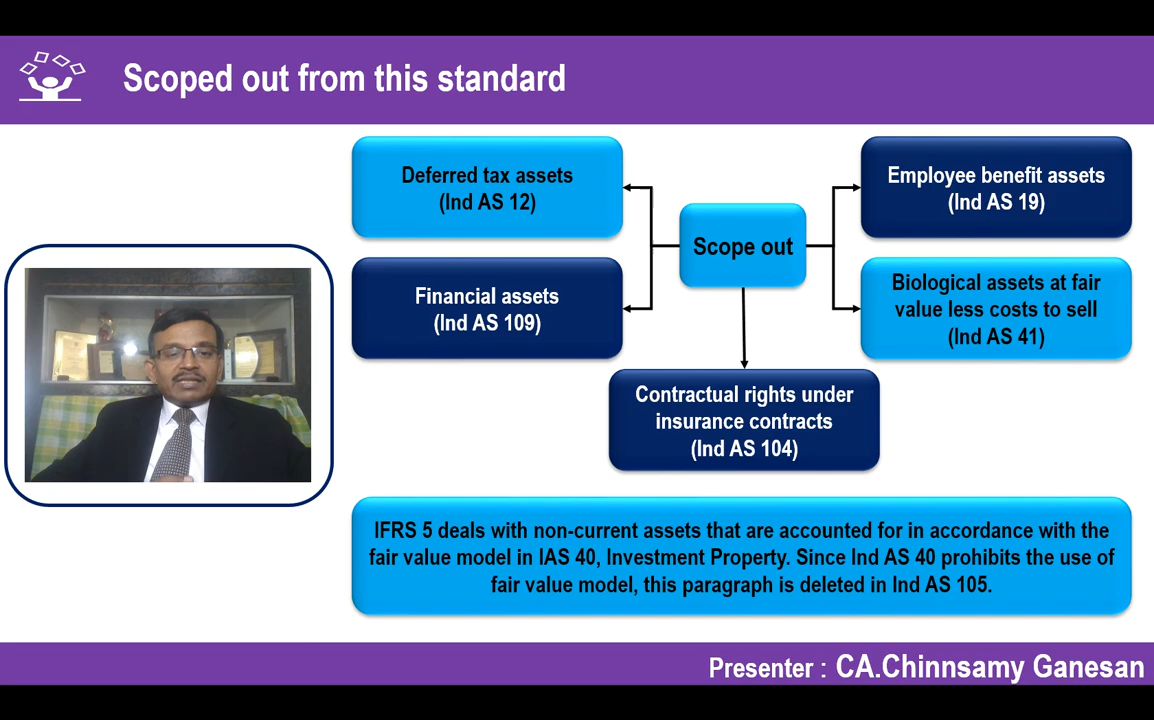 Scoped out from this standard
Deferred tax assets
(Ind AS 12)
Employee benefit assets
(Ind AS 19)
Scope out
Financial assets
(Ind AS 109)
Biological assets at fair
value less costs to sell
(Ind AS 41)
Contractual rights under
insurance contracts
(Ind AS 104)
IFRS 5 deals with non-current assets that are accounted for in accordance with the
fair value model in IAS 40, Investment Property. Since Ind AS 40 prohibits the use of
fair value model, this paragraph is deleted in Ind AS 105.
Presenter : CA.Chinnsamy Ganesan